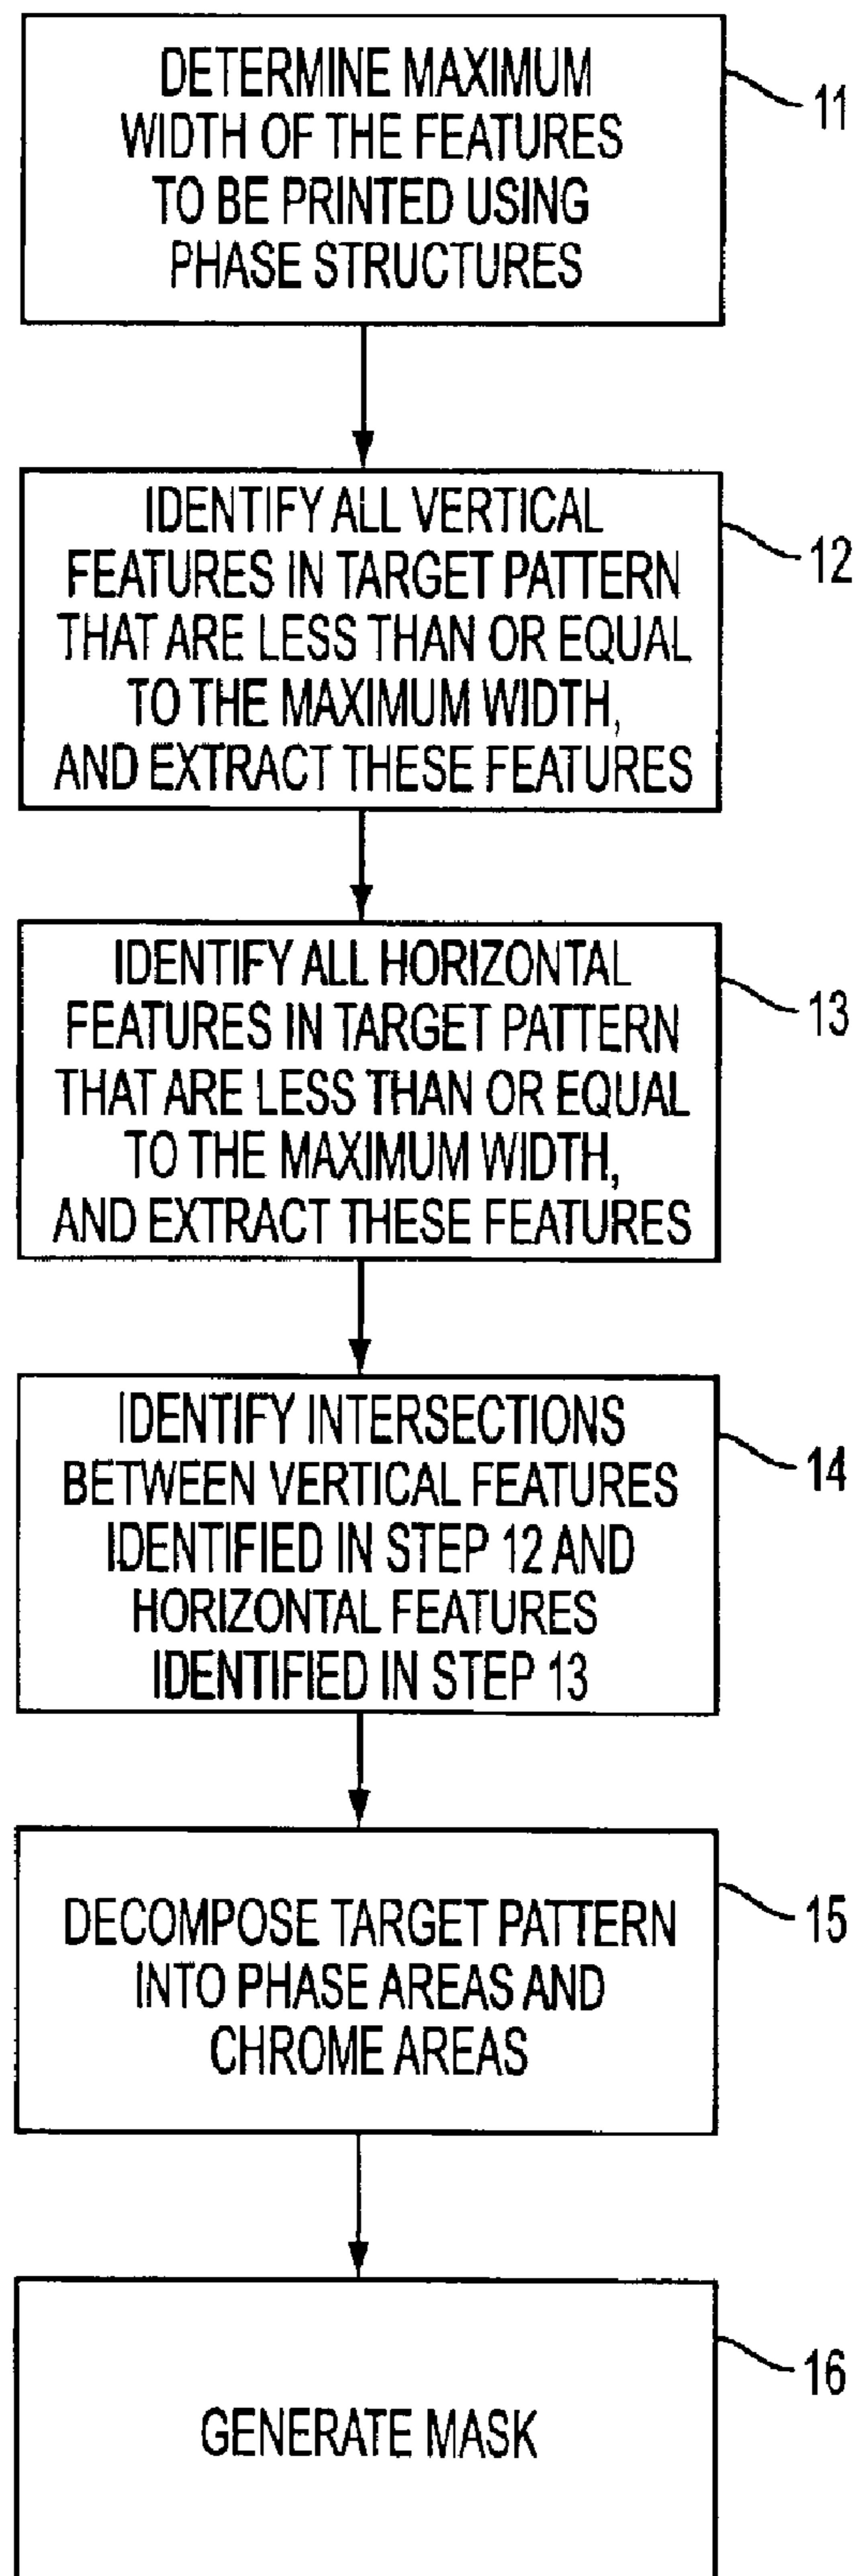 DETERMINE MAXIMUM
WIDTH OF THE FEATURES
TO BE PRINTED USING
PHASE STRUCTURES
11
IDENTIFY ALL VERTICAL
FEATURES IN TARGET PATTERN
THAT ARE LESS THAN OR EQUAL
TO THE MAXIMUM WIDTH,
AND EXTRACT THESE FEATURES
12
IDENTIFY ALL HORIZONTAL
FEATURES IN TARGET PATTERN
THAT ARE LESS THAN OR EQUAL
TO THE MAXIMUM WIDTH,
AND EXTRACT THESE FEATURES
13
IDENTIFY INTERSECTIONS
BETWEEN VERTICAL FEATURES
IDENTIFIED IN STEP 12 AND
HORIZONTAL FEATURES
IDENTIFIED IN STEP 13
14
DECOMPOSE TARGET PATTERN
INTO PHASE AREAS AND
CHROME AREAS
15
GENERATE MASK
16